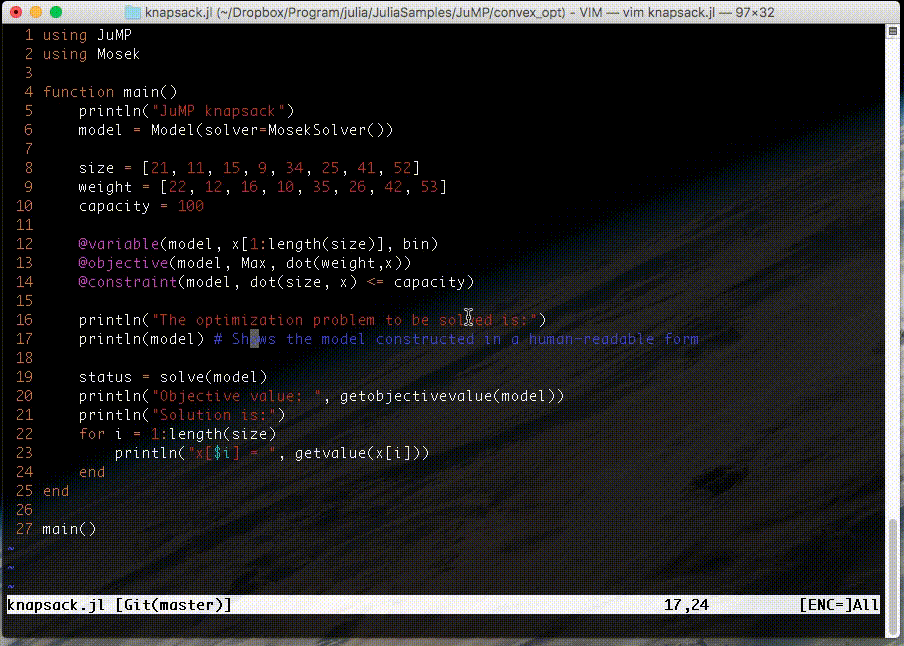 knapsack.jl (~/Dropbox/Program/julia/JuliaSamples/JuMP/convex_opt) - VIM — vim knapsack.jl — 97×32
1 using JuMP
2 using Mosek
3
4 function main()
5     println("JuMP knapsack")
6     model = Model(solver=MosekSolver())
7
8     size = [21, 11, 15, 9, 34, 25, 41, 52]
9     weight = [22, 12, 16, 10, 35, 26, 42, 53]
10     capacity = 100
11
12     @variable(model, x[1:length(size)], bin)
13     @objective(model, Max, dot(weight,x))
14     @constraint(model, dot(size, x) <= capacity)
15
16     println("The optimization problem to be solved is:")
17     println(model) # Shows the model constructed in a human-readable form
18
19     status = solve(model)
20     println("Objective value: ", getobjectivevalue(model))
21     println("Solution is:")
22     for i = 1:length(size)
23         println("x[$i] = ", getvalue(x[i]))
24     end
25 end
26
27 main()
~
~
~
knapsack.jl [Git(master)] 17,24 [ENC=]All